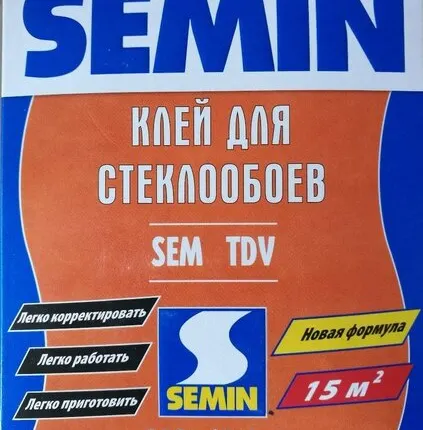 SEMIN
КЛЕЙ ДЛЯ
СТЕКЛООБОЕВ
SEM TDV
Легко корректировать
Легко работать
Легко приготовить
SEMIN
Новая формула
15 м²